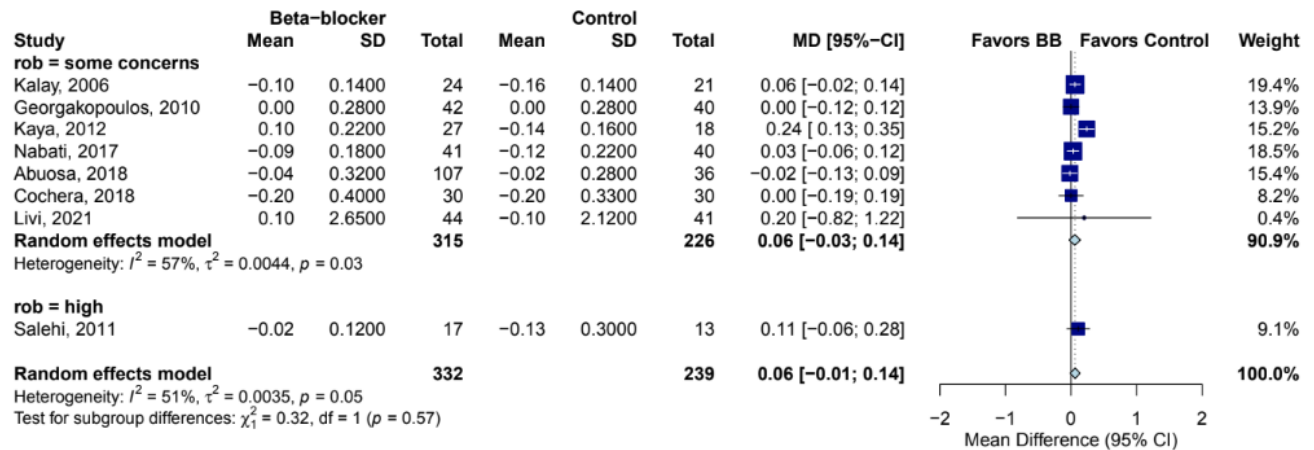 Beta−blocker Control
Study Mean SD Total Mean SD Total MD [95%−CI] Favors BB Favors Control Weight
rob = some concerns
Kalay, 2006 −0.10 0.1400 24 −0.16 0.1400 21 0.06 [−0.02; 0.14] 19.4%
Georgakopoulos, 2010 0.00 0.2800 42 0.00 0.2800 40 0.00 [−0.12; 0.12] 13.9%
Kaya, 2012 0.10 0.2200 27 −0.14 0.1600 18 0.24 [ 0.13; 0.35] 15.2%
Nabati, 2017 −0.09 0.1800 41 −0.12 0.2200 40 0.03 [−0.06; 0.12] 18.5%
Abuosa, 2018 −0.04 0.3200 107 −0.02 0.2800 36 −0.02 [−0.13; 0.09] 15.4%
Cochera, 2018 −0.20 0.4000 30 −0.20 0.3300 30 0.00 [−0.19; 0.19] 8.2%
Livi, 2021 0.10 2.6500 44 −0.10 2.1200 41 0.20 [−0.82; 1.22] 0.4%
Random effects model 315 226 0.06 [−0.03; 0.14] 90.9%
Heterogeneity: I² = 57%, τ² = 0.0044, p = 0.03
rob = high
Salehi, 2011 −0.02 0.1200 17 −0.13 0.3000 13 0.11 [−0.06; 0.28] 9.1%
Random effects model 332 239 0.06 [−0.01; 0.14] 100.0%
Heterogeneity: I² = 51%, τ² = 0.0035, p = 0.05
Test for subgroup differences: χ²₁ = 0.32, df = 1 (p = 0.57)
−2 −1 0 1 2
Mean Difference (95% CI)